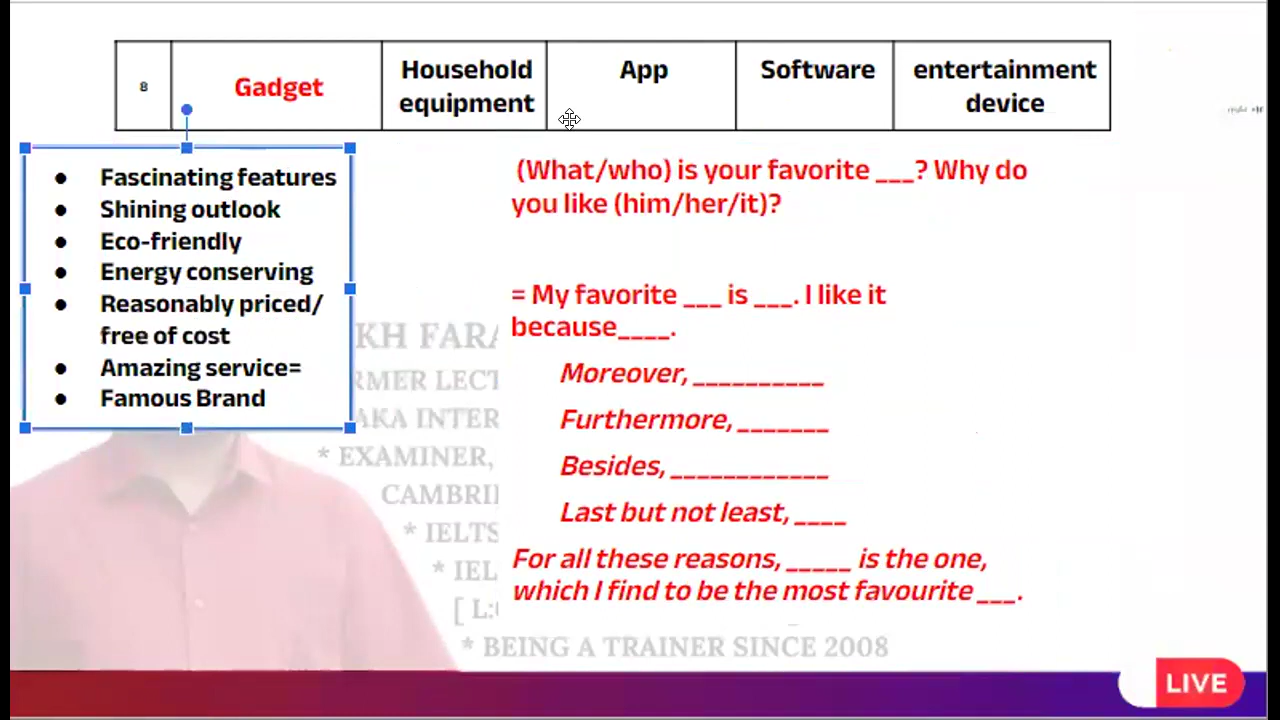 8
Gadget
Household
equipment
App
Software
entertainment
device
Fascinating features
Shining outlook
Eco-friendly
Energy conserving
Reasonably priced/
free of cost
Amazing service=
Famous Brand
(What/who) is your favorite ___? Why do
you like (him/her/it)?
= My favorite ___ is ___. I like it
because____.
Moreover, __________
Furthermore, _______
Besides, ____________
Last but not least, ____
For all these reasons, _____ is the one,
which I find to be the most favourite ___.
* EXAMINER,
* IELTS
* BEING A TRAINER SINCE 2008
LIVE